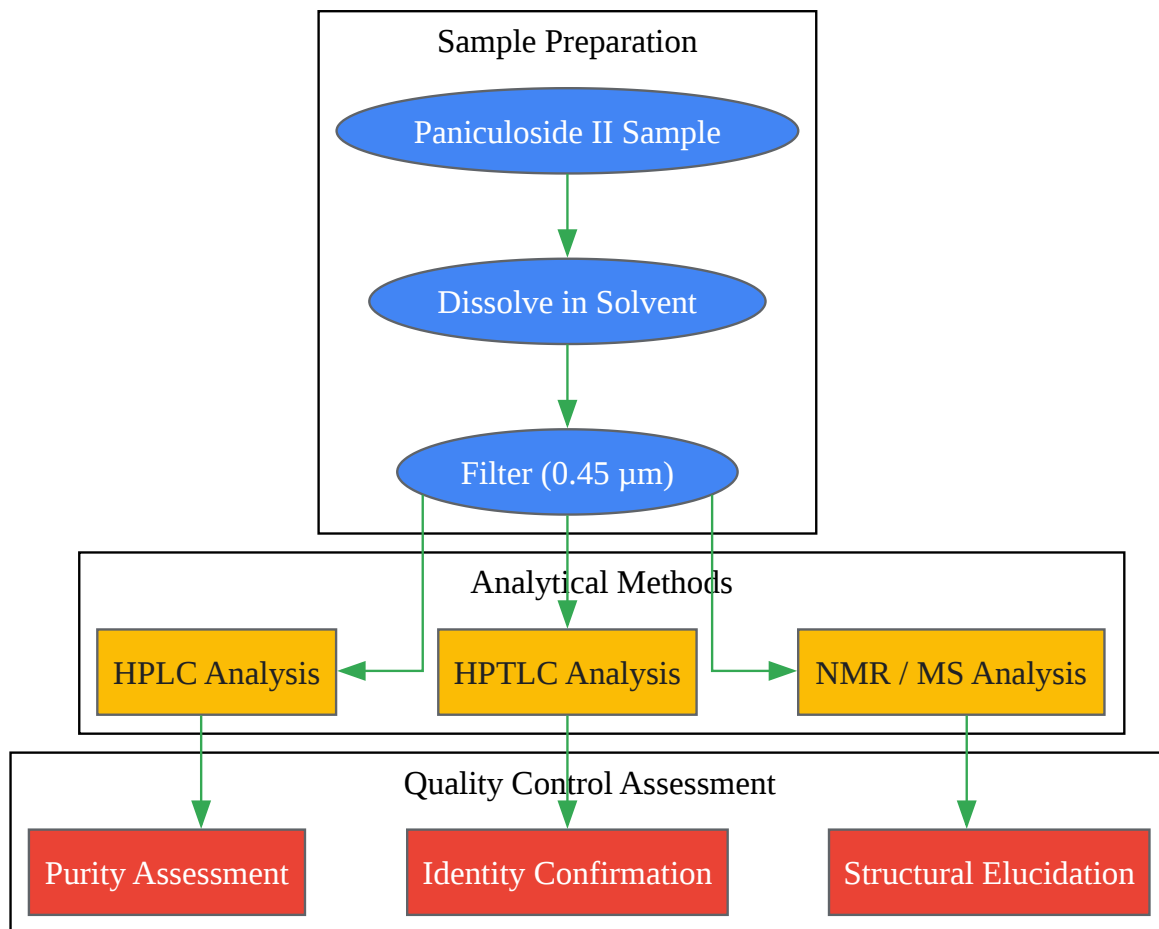 Sample Preparation
Paniculoside II Sample
Dissolve in Solvent
Filter (0.45 µm)
Analytical Methods
HPLC Analysis
HPTLC Analysis
NMR / MS Analysis
Quality Control Assessment
Purity Assessment
Identity Confirmation
Structural Elucidation